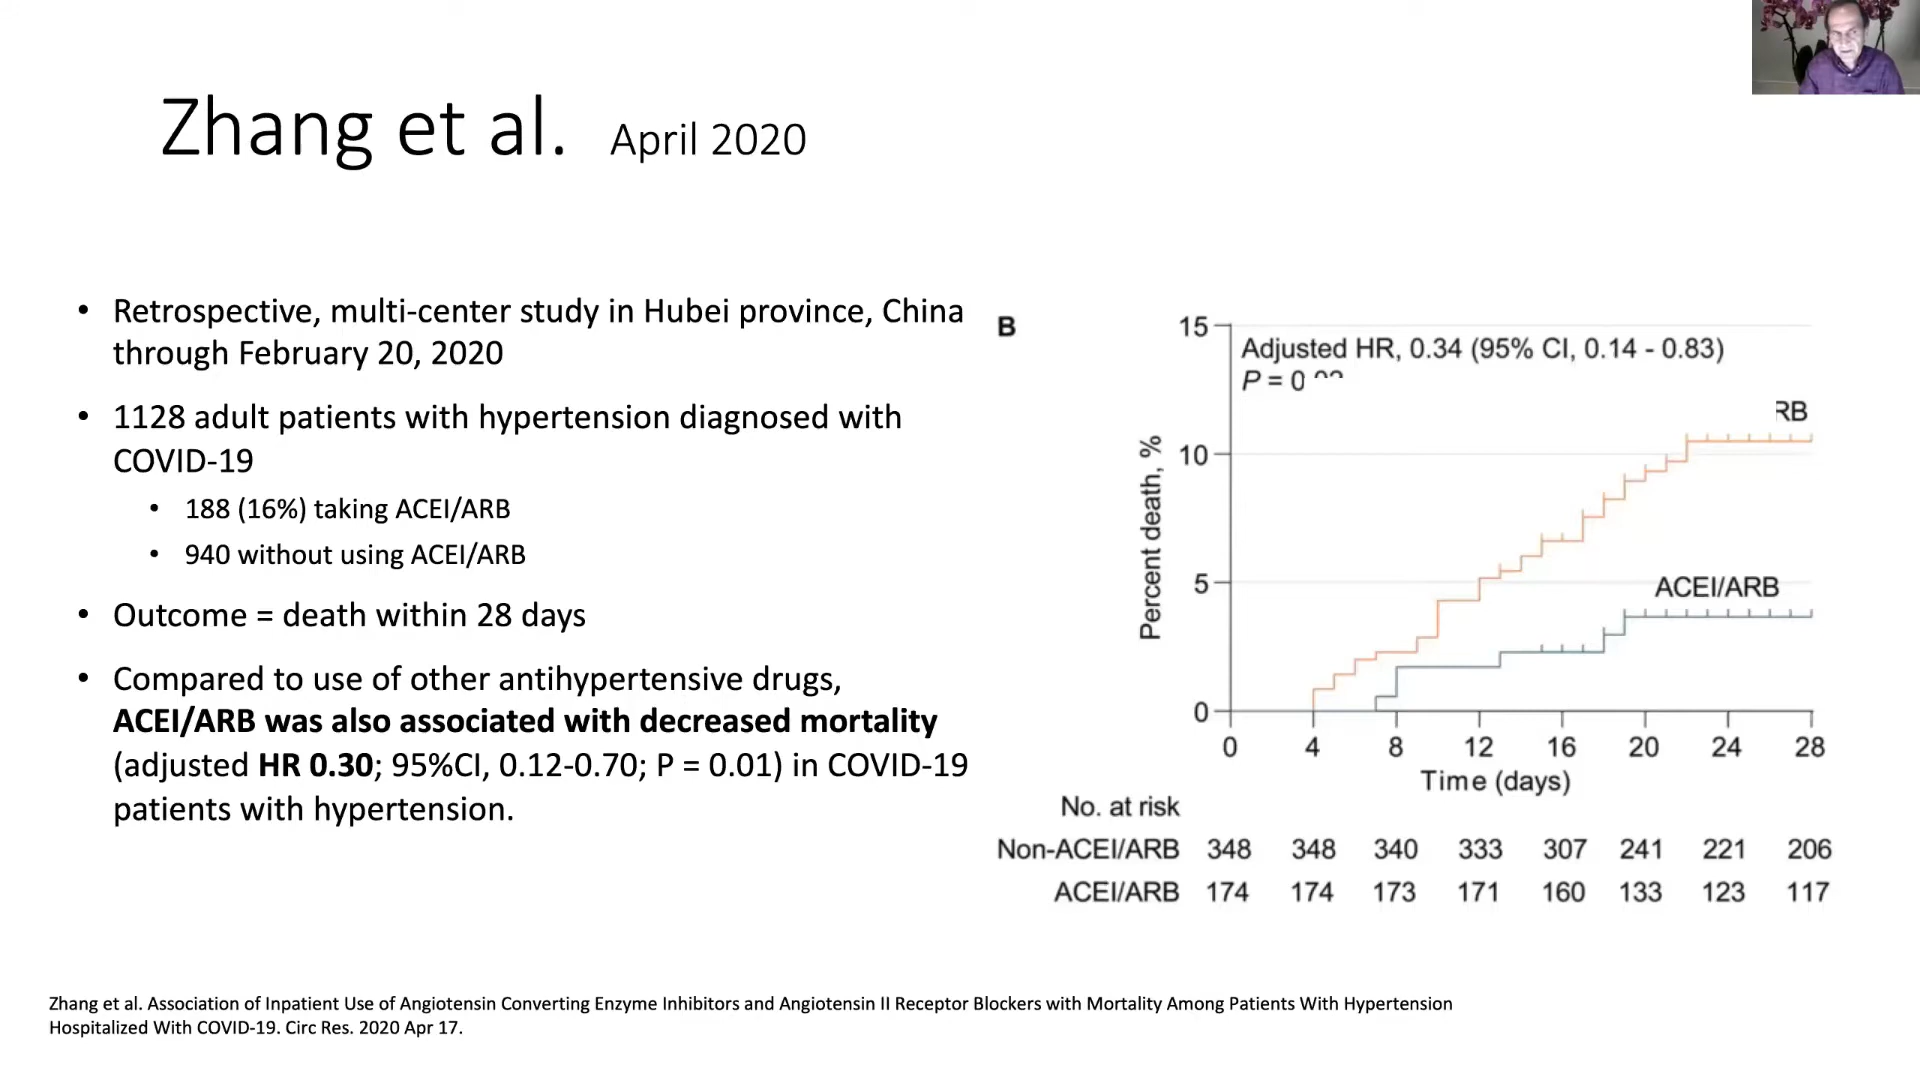 Zhang et al. April 2020
• Retrospective, multi-center study in Hubei province, China
through February 20, 2020
• 1128 adult patients with hypertension diagnosed with
COVID-19
• 188 (16%) taking ACEI/ARB
• 940 without using ACEI/ARB
• Outcome = death within 28 days
• Compared to use of other antihypertensive drugs,
ACEI/ARB was also associated with decreased mortality
(adjusted HR 0.30; 95%CI, 0.12-0.70; P = 0.01) in COVID-19
patients with hypertension.
B
Adjusted HR, 0.34 (95% CI, 0.14 - 0.83)
P = 0
RB
ACEI/ARB
Percent death, %
15
10
5
0
0 4 8 12 16 20 24 28
Time (days)
No. at risk
Non-ACEI/ARB 348 348 340 333 307 241 221 206
ACEI/ARB 174 174 173 171 160 133 123 117
Zhang et al. Association of Inpatient Use of Angiotensin Converting Enzyme Inhibitors and Angiotensin II Receptor Blockers with Mortality Among Patients With Hypertension
Hospitalized With COVID-19. Circ Res. 2020 Apr 17.